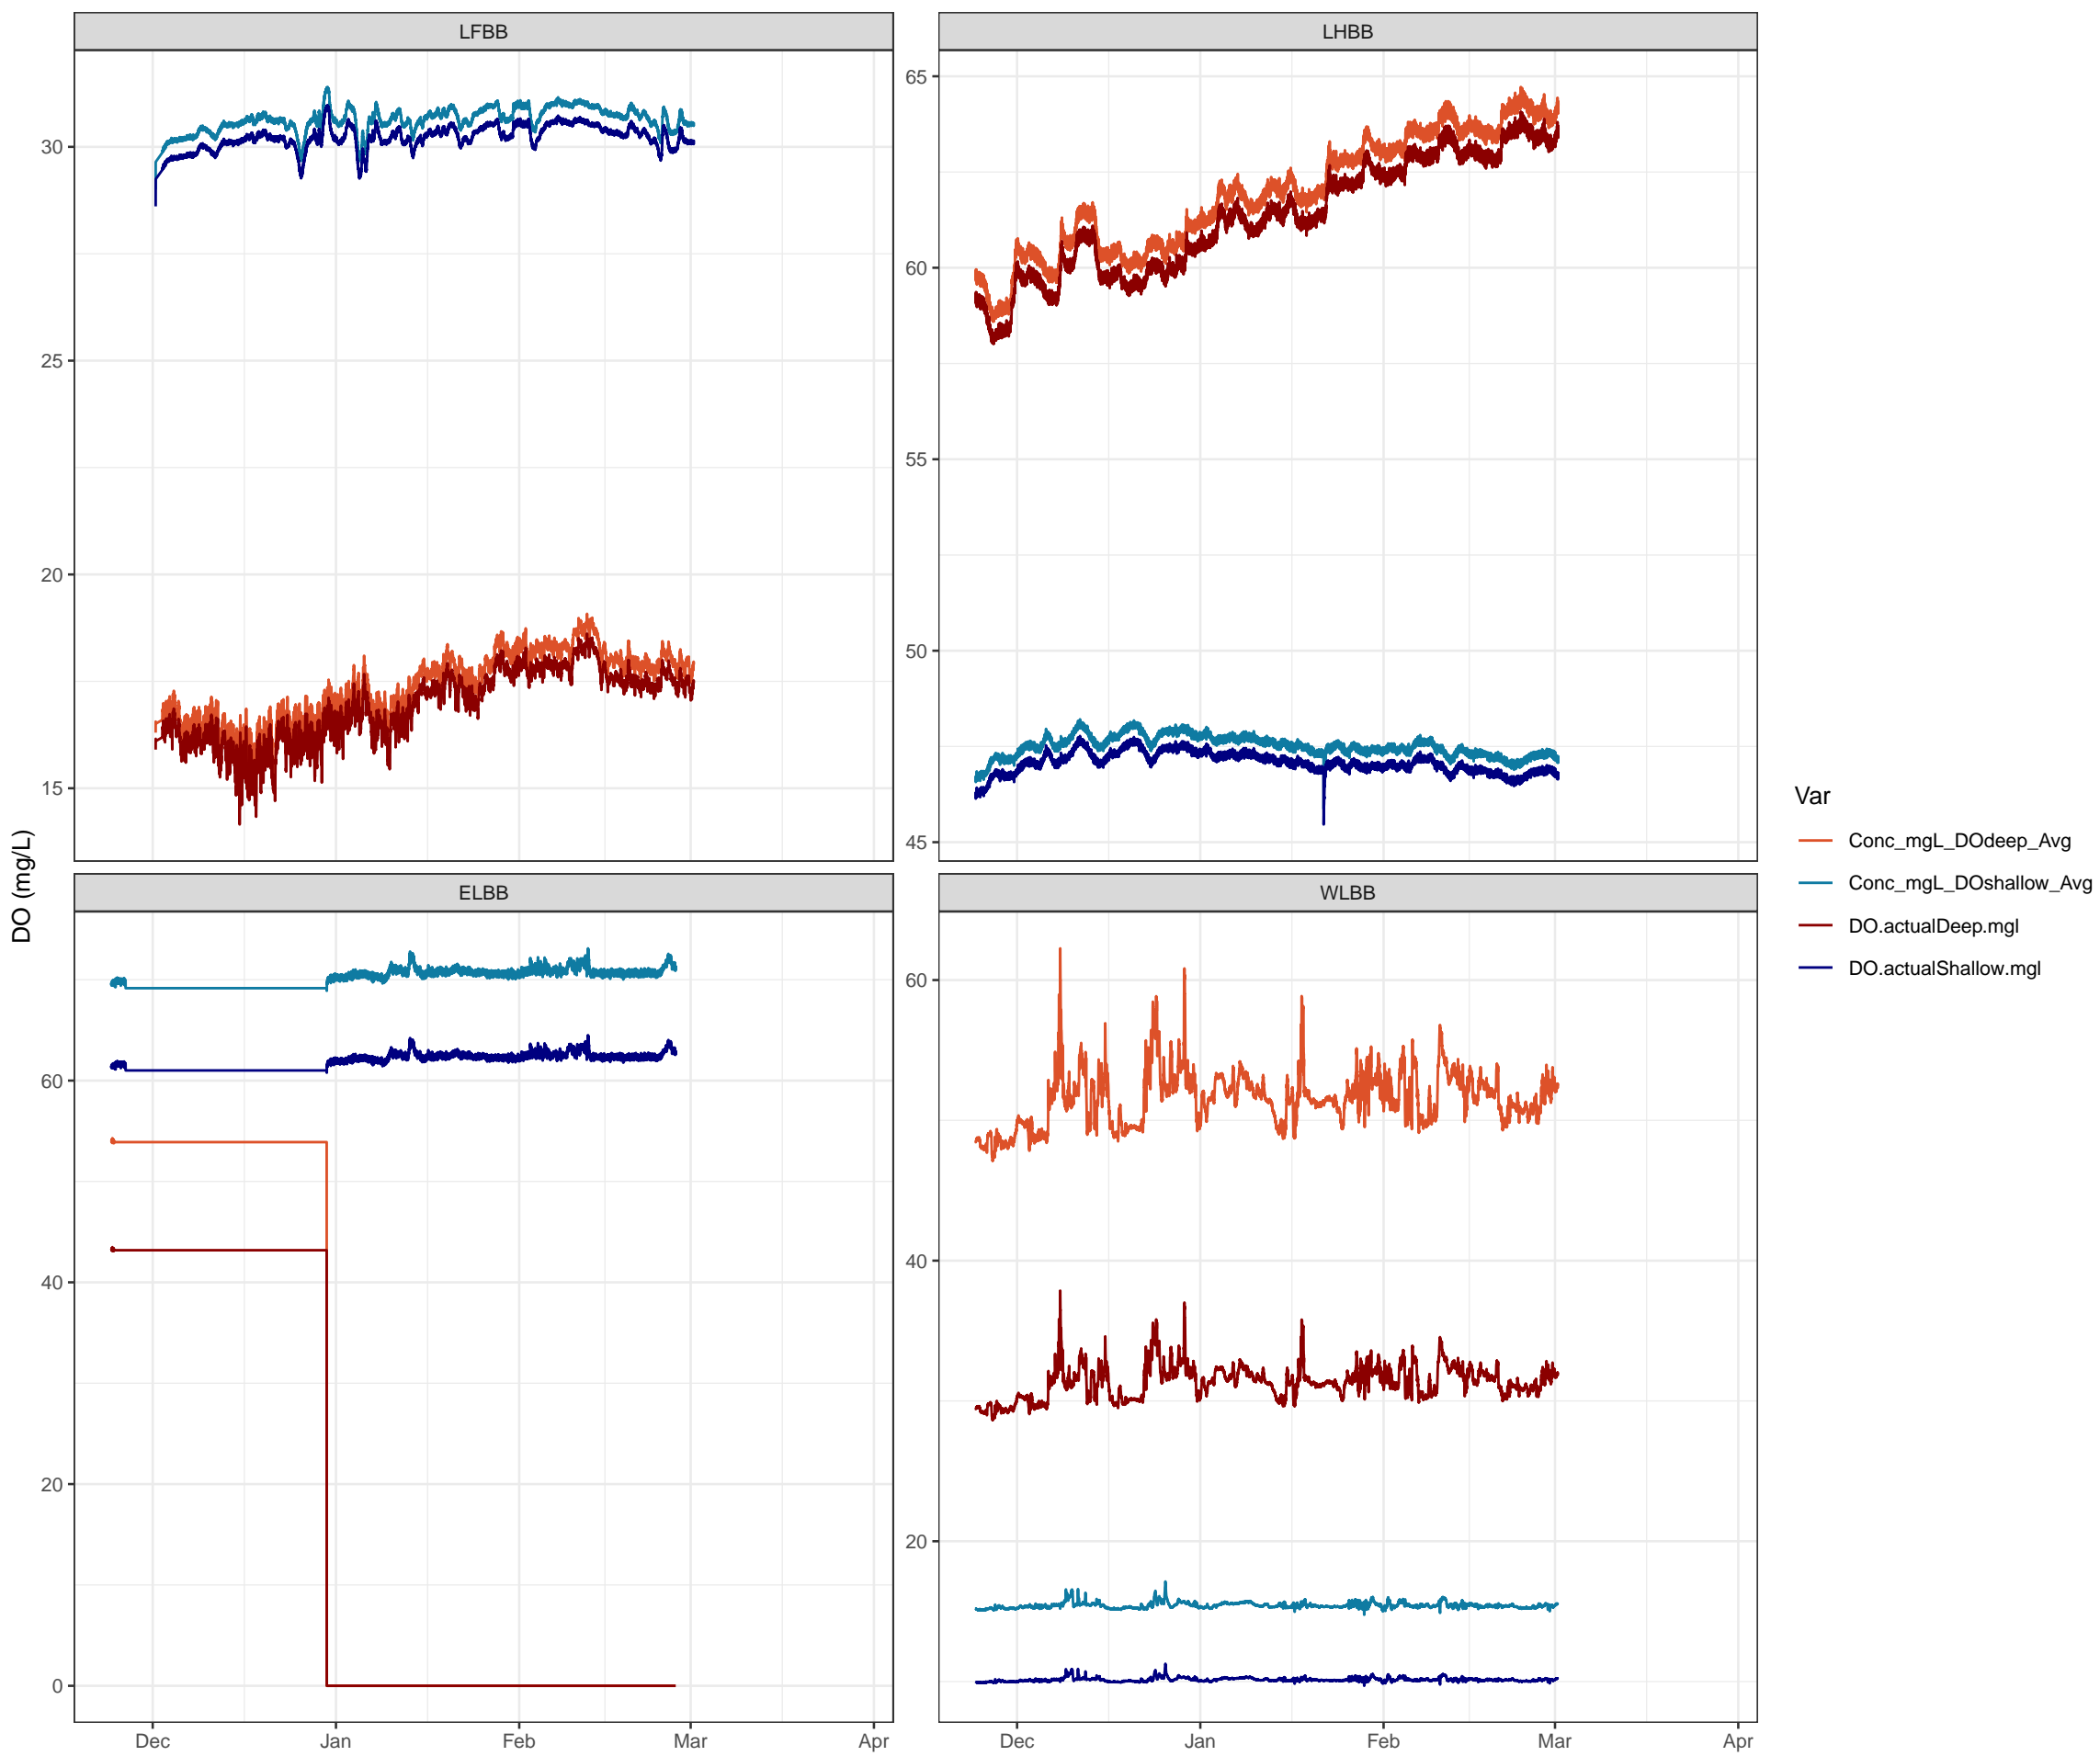 LFBB
LHBB
30
25
20
15
65
60
55
50
45
DO (mg/L)
ELBB
WLBB
60
40
20
0
60
40
20
Dec
Jan
Feb
Mar
Apr
Dec
Jan
Feb
Mar
Apr
Var
Conc_mgL_DOdeep_Avg
Conc_mgL_DOshallow_Avg
DO.actualDeep.mgl
DO.actualShallow.mgl